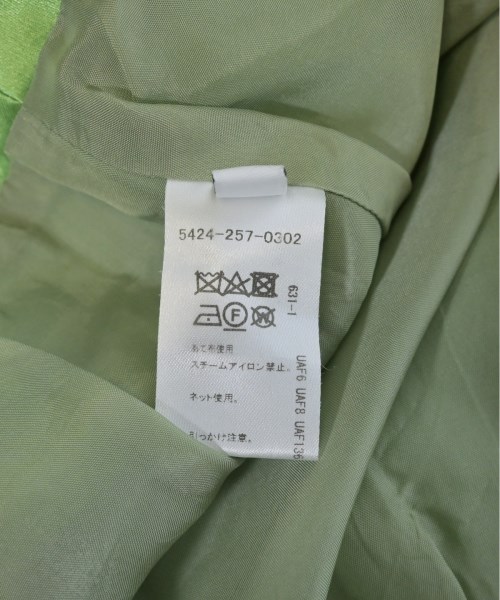 5424-257-0302
631-1
F
W
あて布使用
スチームアイロン禁止。
ネット使用。
引っかけ注意。
UAF6 UAF8 UAF136